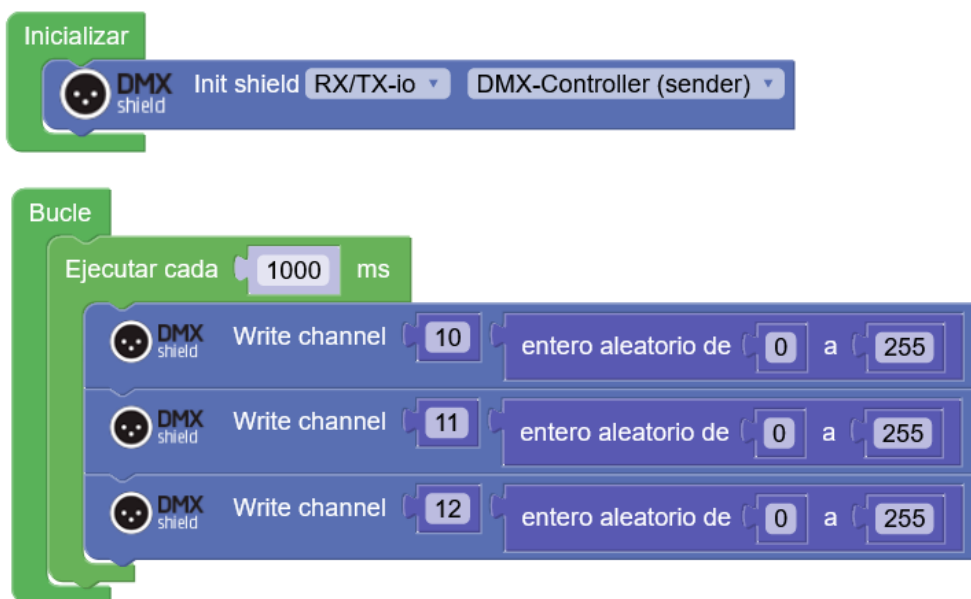 Inicializar
DMX shield Init shield RX/TX-io DMX-Controller (sender)
Bucle
Ejecutar cada 1000 ms
DMX shield Write channel 10 entero aleatorio de 0 a 255
DMX shield Write channel 11 entero aleatorio de 0 a 255
DMX shield Write channel 12 entero aleatorio de 0 a 255